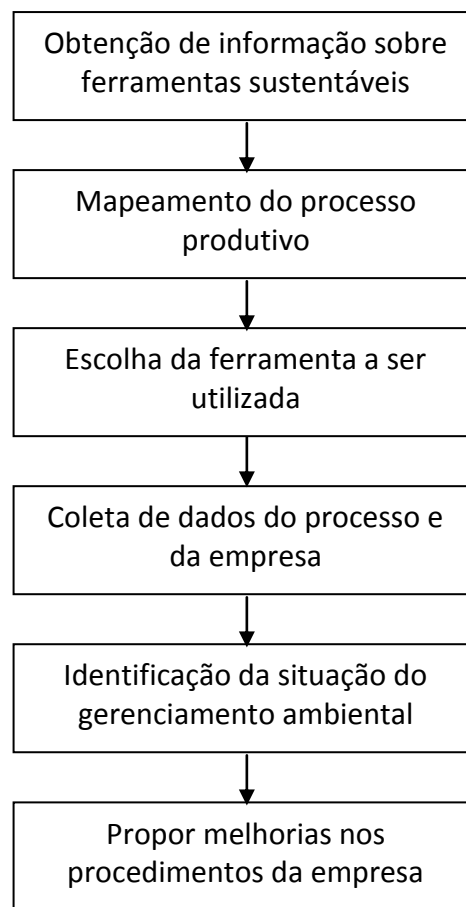 Obtenção de informação sobre
ferramentas sustentáveis
Mapeamento do processo
produtivo
Escolha da ferramenta a ser
utilizada
Coleta de dados do processo e
da empresa
Identificação da situação do
gerenciamento ambiental
Propor melhorias nos
procedimentos da empresa